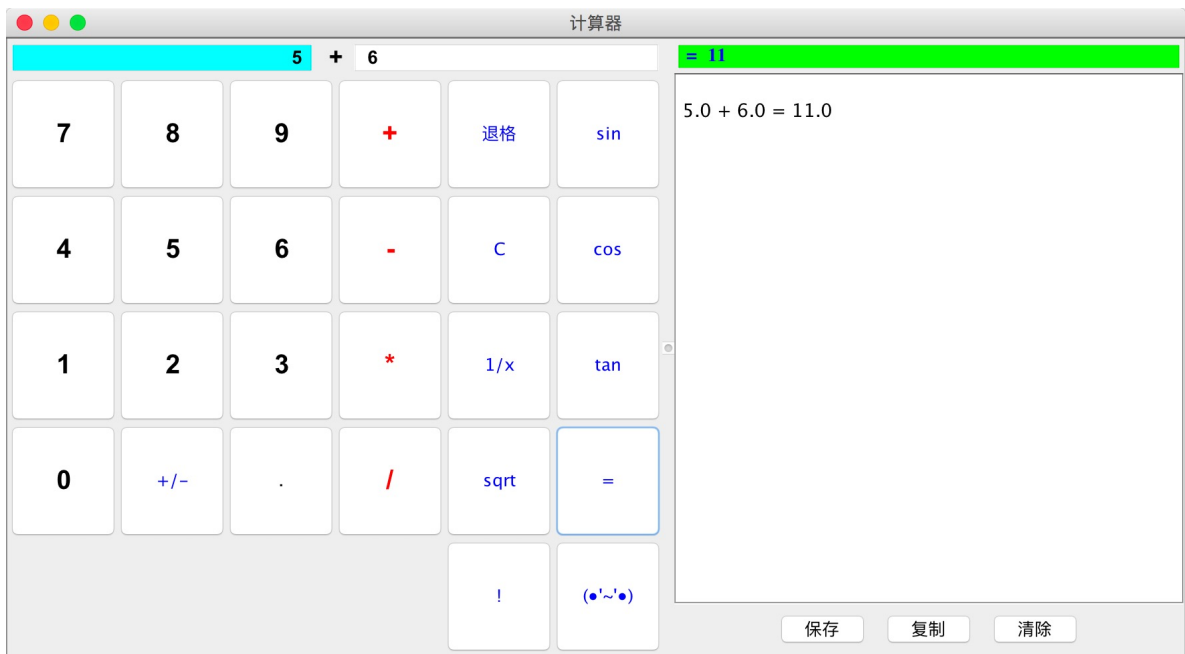 计算器
5 + 6 = 11
7 8 9 + 退格 sin
5.0 + 6.0 = 11.0
4 5 6 - C cos
1 2 3 * 1/x tan
0 +/- . / sqrt =
! (●'~'●)
保存 复制 清除